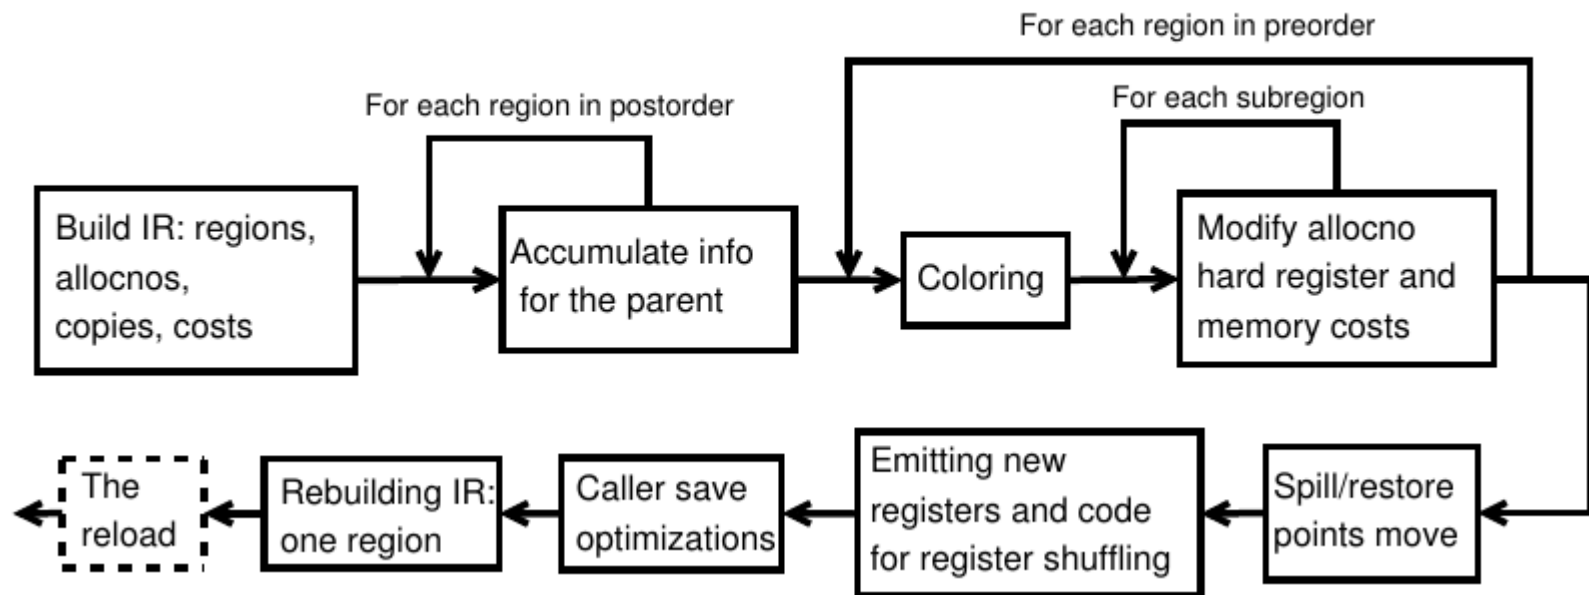 For each region in preorder
For each region in postorder
For each subregion
Build IR: regions,
allocnos,
copies, costs
Accumulate info
for the parent
Coloring
Modify allocno
hard register and
memory costs
The
reload
Rebuilding IR:
one region
Caller save
optimizations
Emitting new
registers and code
for register shuffling
Spill/restore
points move